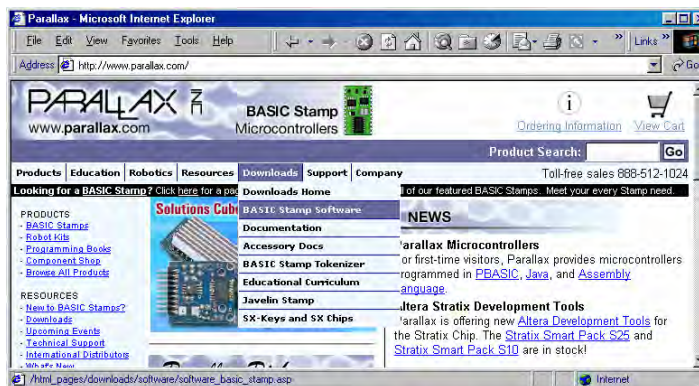 Parallax - Microsoft Internet Explorer
File Edit View Favorites Tools Help Links »
Address http://www.parallax.com/ Go
PARALLAX
www.parallax.com
BASIC Stamp
Microcontrollers
Ordering Information View Cart
Product Search: Go
Products Education Robotics Resources Downloads Support Company Toll-free sales 888-512-1024
Looking for a BASIC Stamp? Click here for a
l of our featured BASIC Stamps. Meet your every Stamp need.
PRODUCTS
- BASIC Stamps
- Robot Kits
- Programming Books
- Component Shop
- Browse All Products
RESOURCES
- New to BASIC Stamps?
- Downloads
- Upcoming Events
- Technical Support
- International Distributors
- What's New
Solutions Cub
Downloads Home
BASIC Stamp Software
Documentation
Accessory Docs
BASIC Stamp Tokenizer
Educational Curriculum
Javelin Stamp
SX-Keys and SX Chips
NEWS
arallax Microcontrollers
or first-time visitors, Parallax provides microcontrollers
rogrammed in PBASIC, Java, and Assembly
anguage.
ltera Stratix Development Tools
arallax is offering new Altera Development Tools for
the Stratix Chip. The Stratix Smart Pack S25 and
Stratix Smart Pack S10 are in stock!
/html_pages/downloads/software/software_basic_stamp.asp Internet